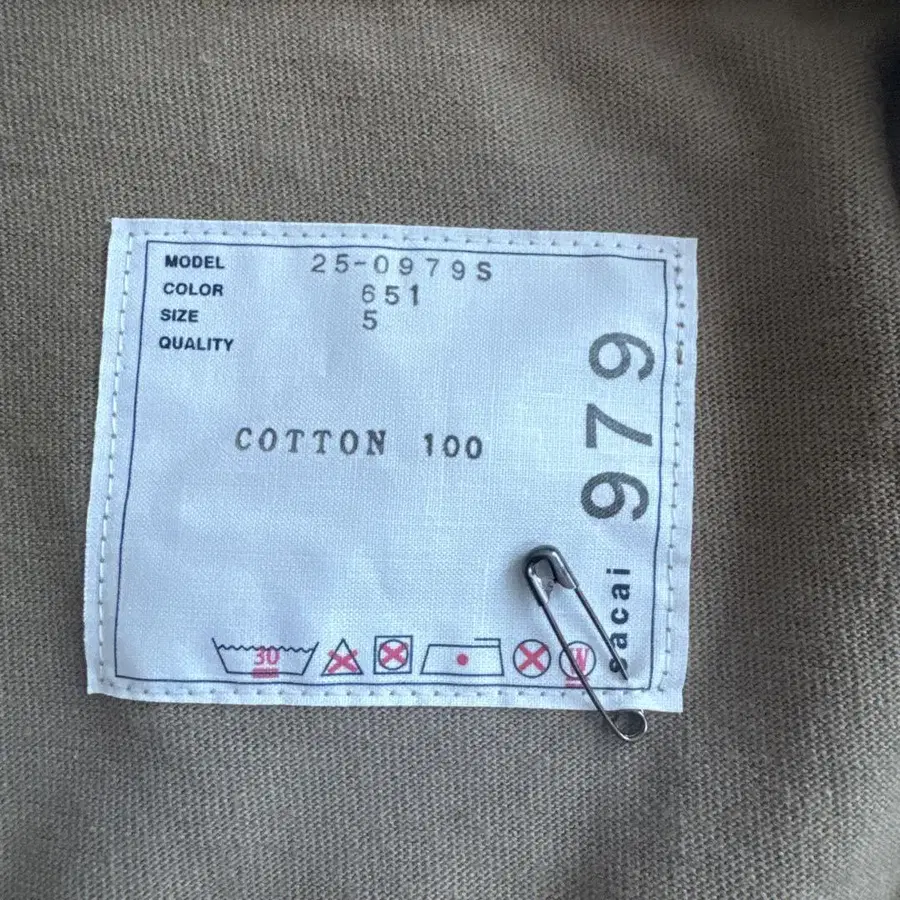 MODEL 25-0979S
COLOR 651
SIZE 5
QUALITY
COTTON 100
sacai 979
30
W